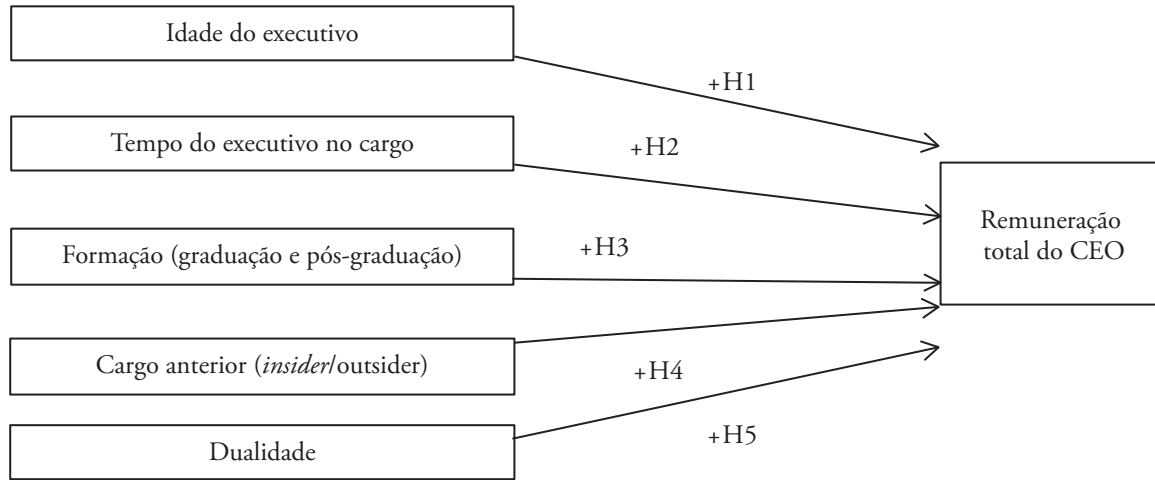 Idade do executivo
+H1
Tempo do executivo no cargo
+H2
Formação (graduação e pós-graduação)
+H3
Cargo anterior (insider/outsider)
+H4
Dualidade
+H5
Remuneração
total do CEO